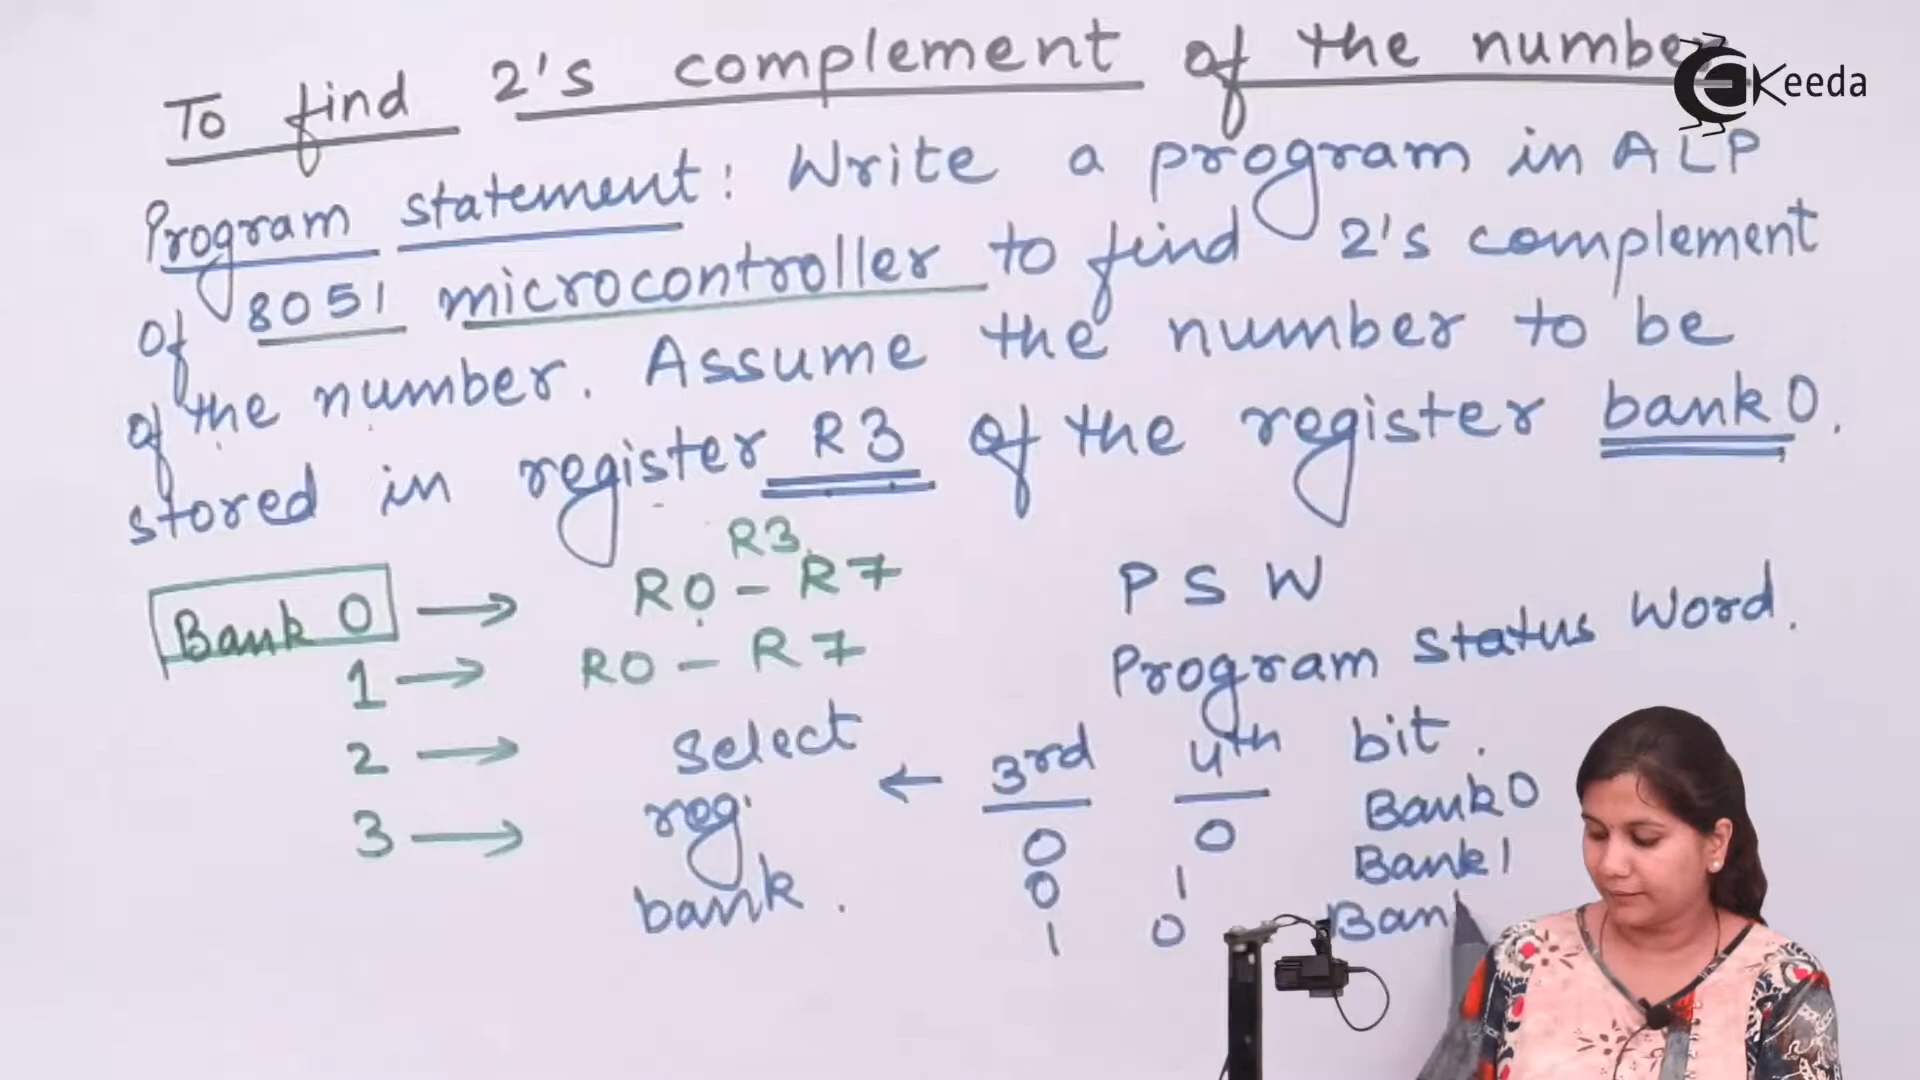 To find 2's complement of the number
Keeda
Program statement: Write a program in ALP
of 8051 microcontroller to find 2's complement
of the number. Assume the number to be
stored in register R3 of the register bank 0.
R3
Bank 0 → R0 - R7
1 → R0 - R7
2 →
3 →
Select
reg.
bank.
P S W
Program Status Word.
← 3rd 4th bit.
0 0 Bank 0
0 1 Bank 1
1 0 Ban